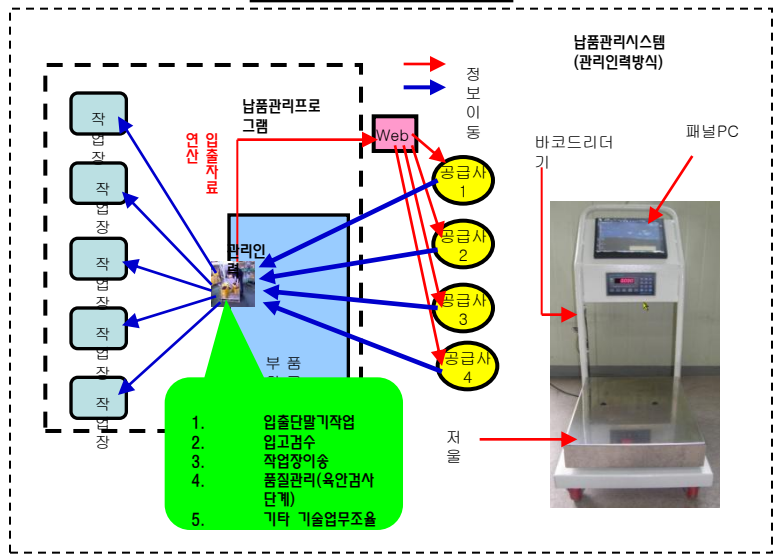 납품관리시스템
(관리인력방식)
정
보
이
동
납품관리프로
그램
입출자료
연산
Web
작
업
장
작
업
장
작
업
장
작
업
장
작
업
장
관리인
력
부 품
공급사
1
공급사
2
공급사
3
공급사
4
바코드리더
기
패널PC
저
울
1. 입출단말기작업
2. 입고검수
3. 작업장이송
4. 품질관리(육안검사
단계)
5. 기타 기술업무조율